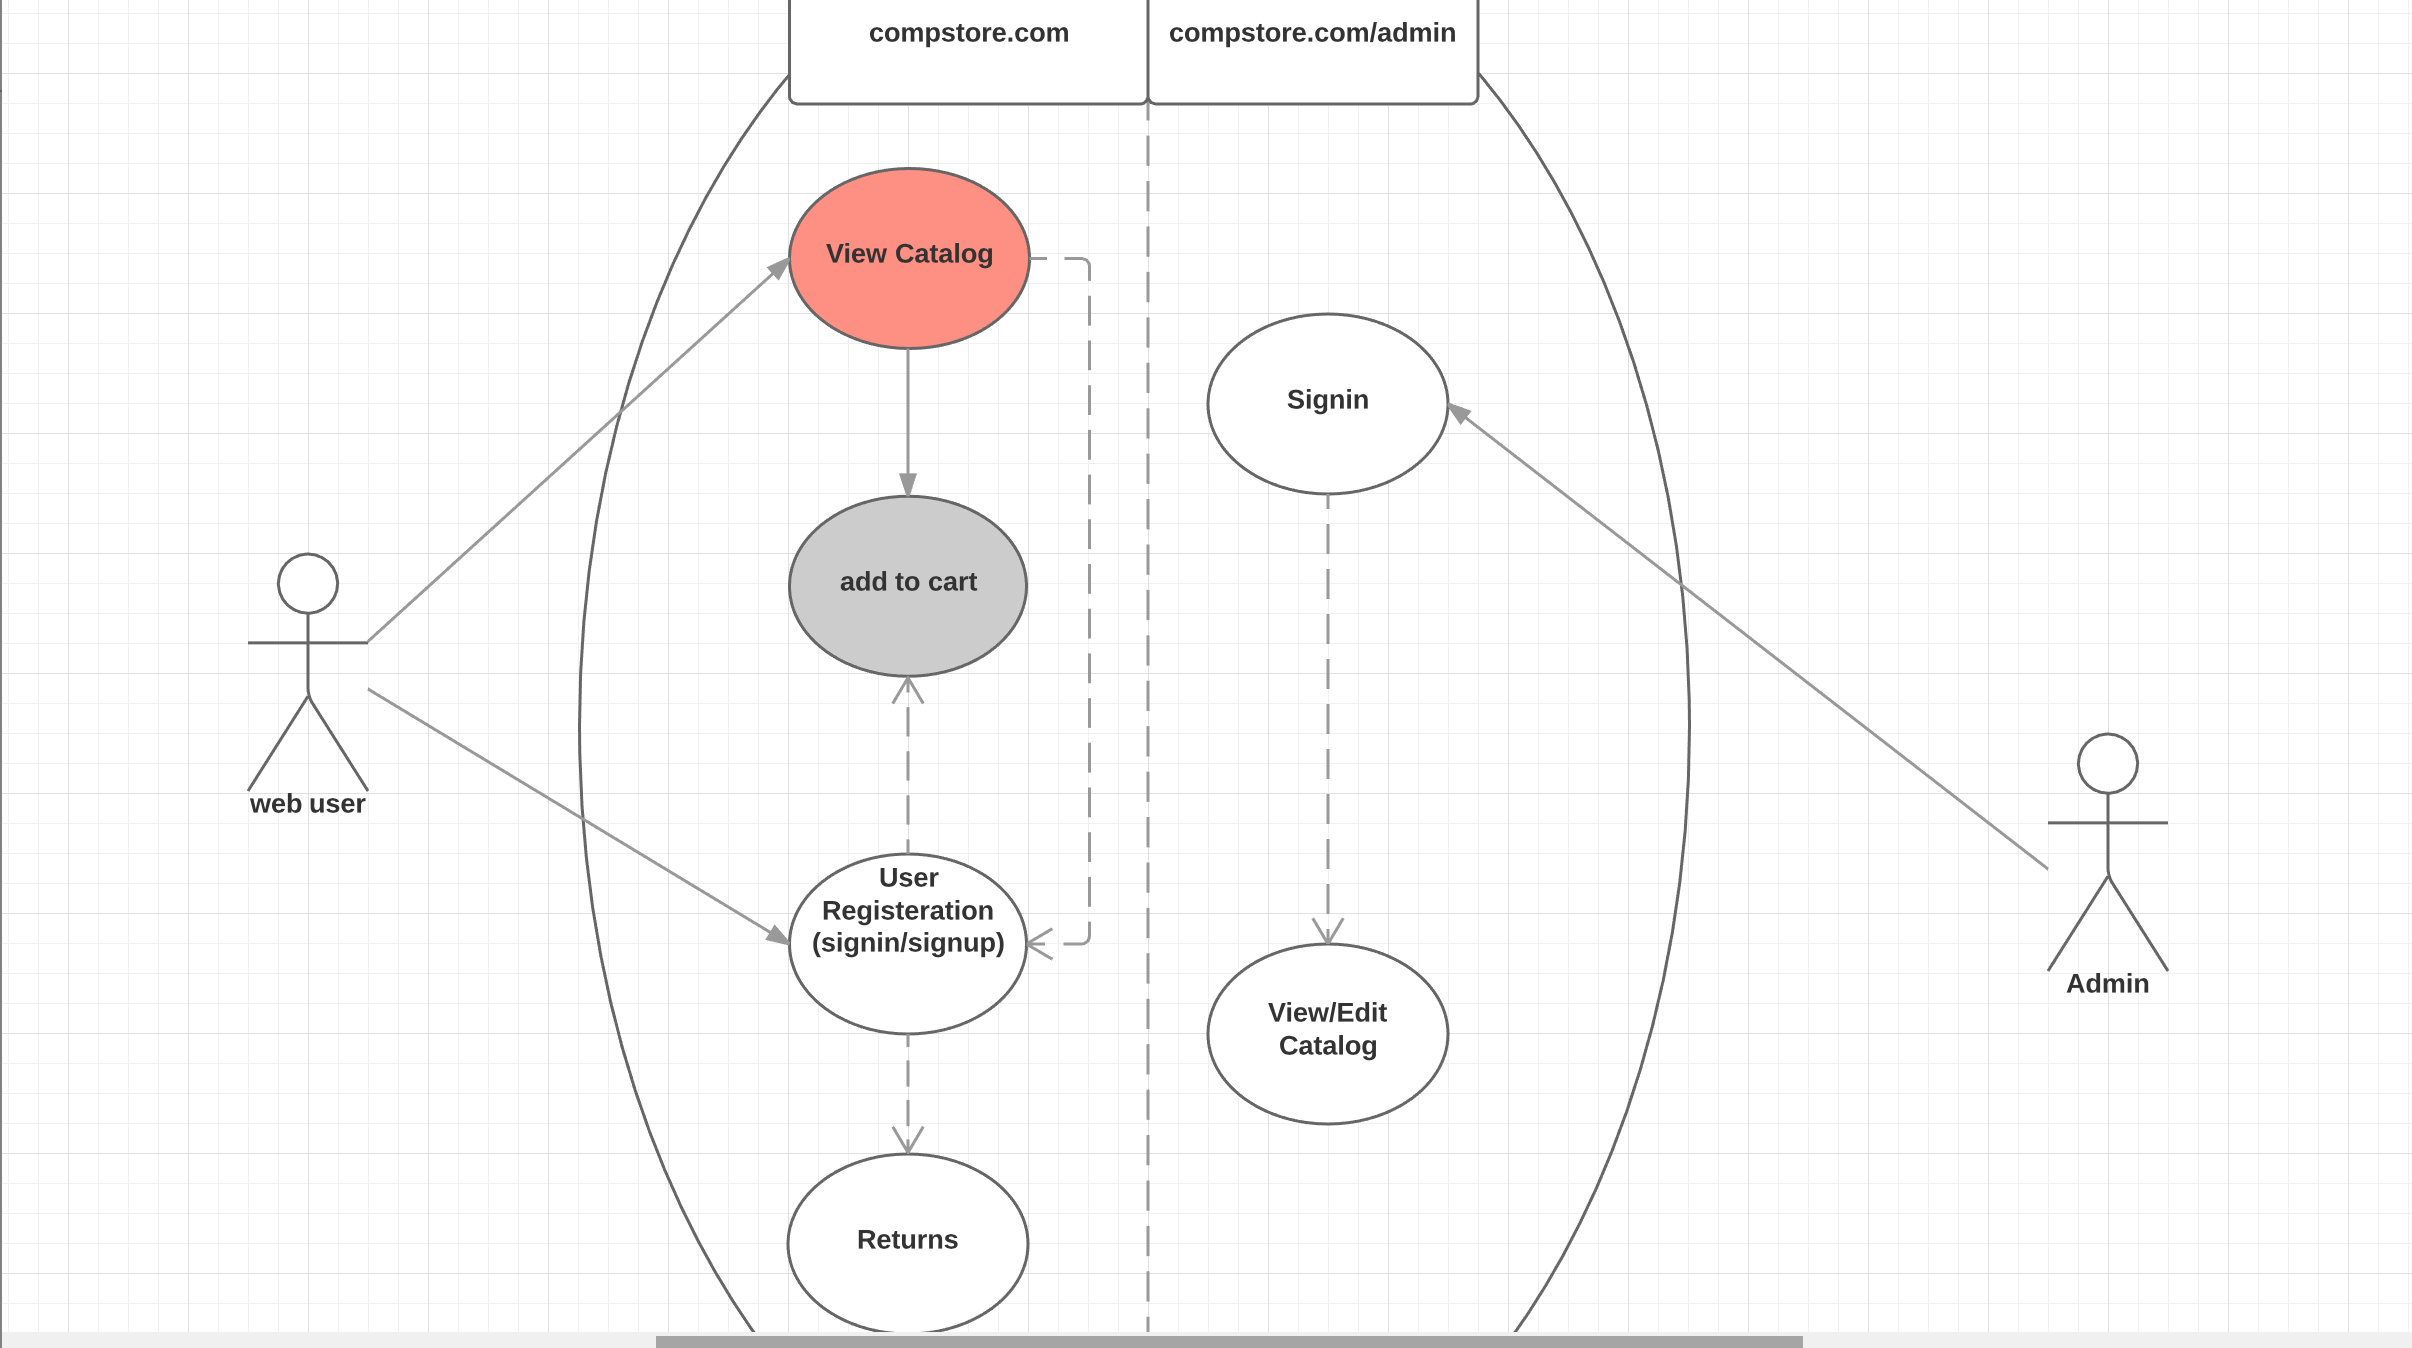 compstore.com
compstore.com/admin
View Catalog
Signin
add to cart
web user
User
Registeration
(signin/signup)
Admin
View/Edit
Catalog
Returns